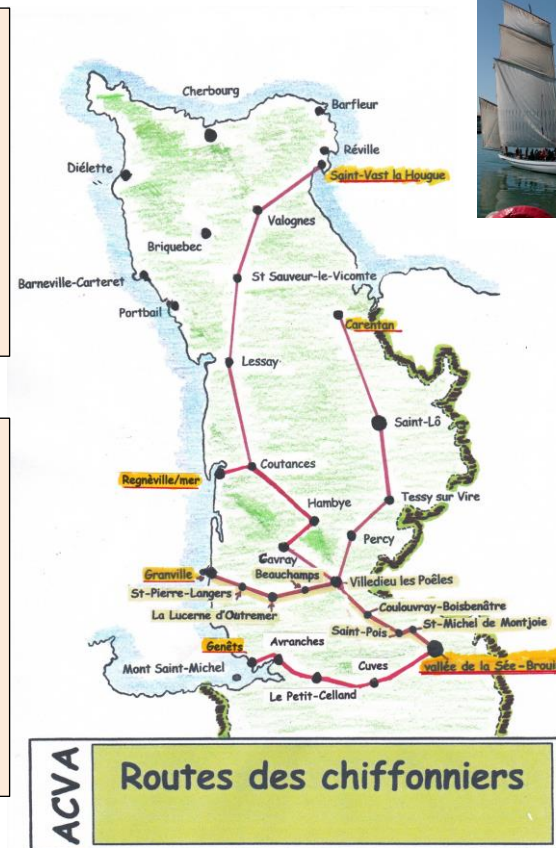 Cherbourg
Barfleur
Réville
Saint-Vast la Hougue
Diélette
Valognes
Briquebec
Barneville-Carteret
St Sauveur-le-Vicomte
Portbail
Carentan
Lessay
Saint-Lô
Coutances
Regnèville/mer
Tessy sur Vire
Hambye
Percy
Gavray
Granville
Beauchamps
Villedieu les Poêles
St-Pierre-Langers
Coulouvray-Boisbenâtre
La Lucerne d'Outremer
St-Michel de Montjoie
Saint-Pois
Genêts
Avranches
vallée de la Sée-Broui
Mont Saint-Michel
Cuves
Le Petit-Celland
ACVA
Routes des chiffonniers